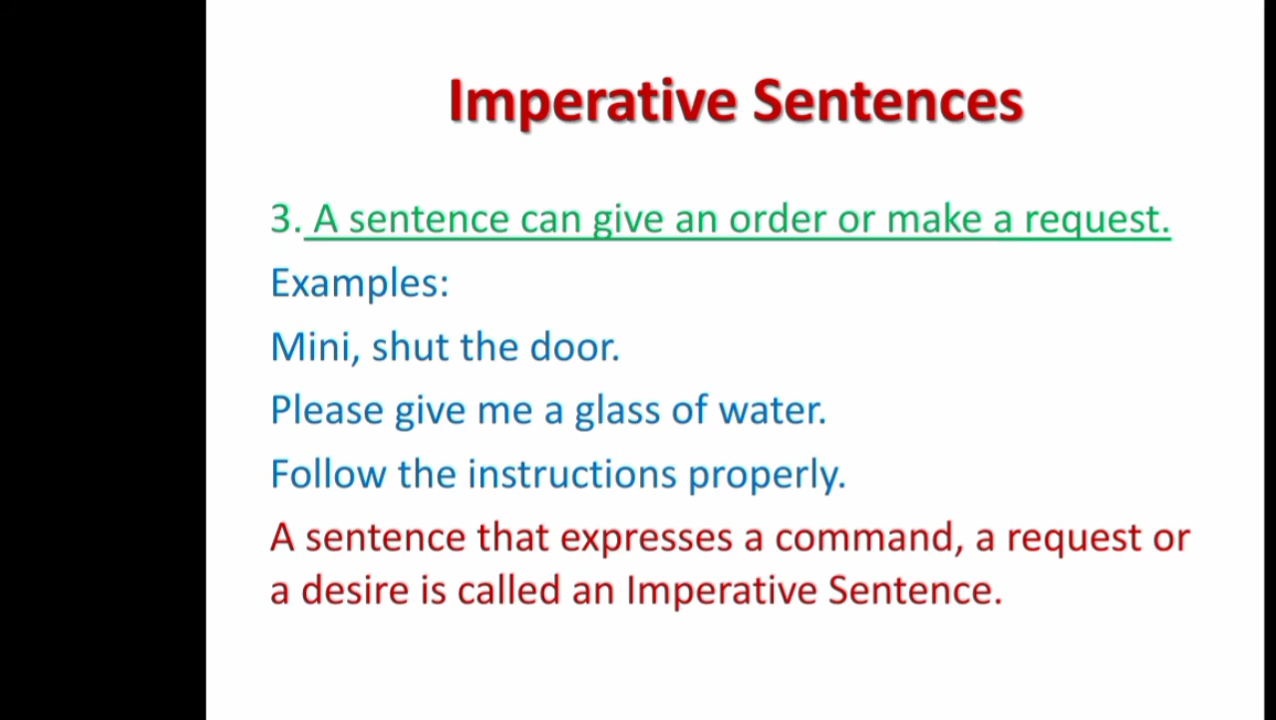 Imperative Sentences
3. A sentence can give an order or make a request.
Examples:
Mini, shut the door.
Please give me a glass of water.
Follow the instructions properly.
A sentence that expresses a command, a request or
a desire is called an Imperative Sentence.